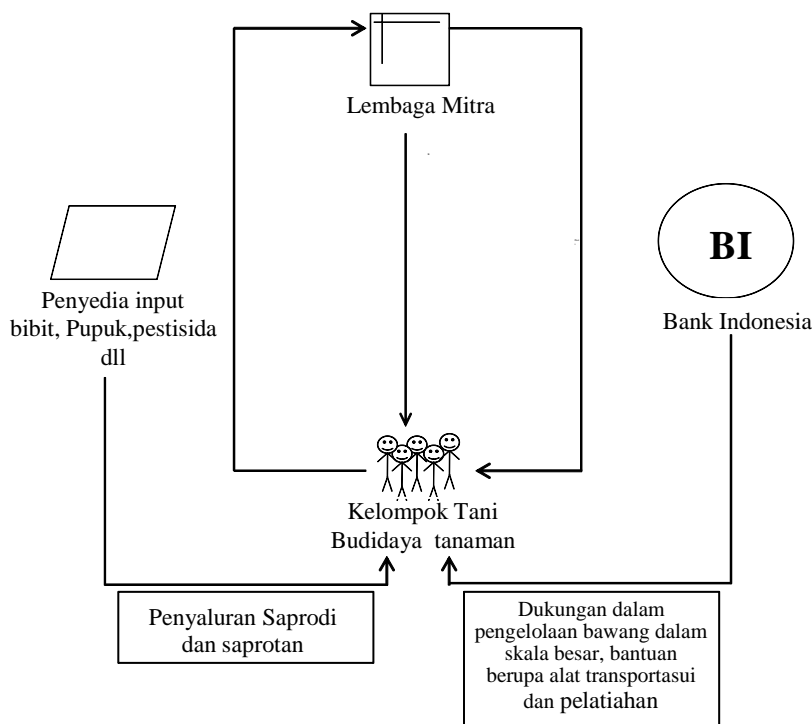 Lembaga Mitra
Penyedia input
bibit, Pupuk,pestisida
dll
BI
Bank Indonesia
Kelompok Tani
Budidaya tanaman
Penyaluran Saprodi
dan saprotan
Dukungan dalam
pengelolaan bawang dalam
skala besar, bantuan
berupa alat transportasui
dan pelatiahan